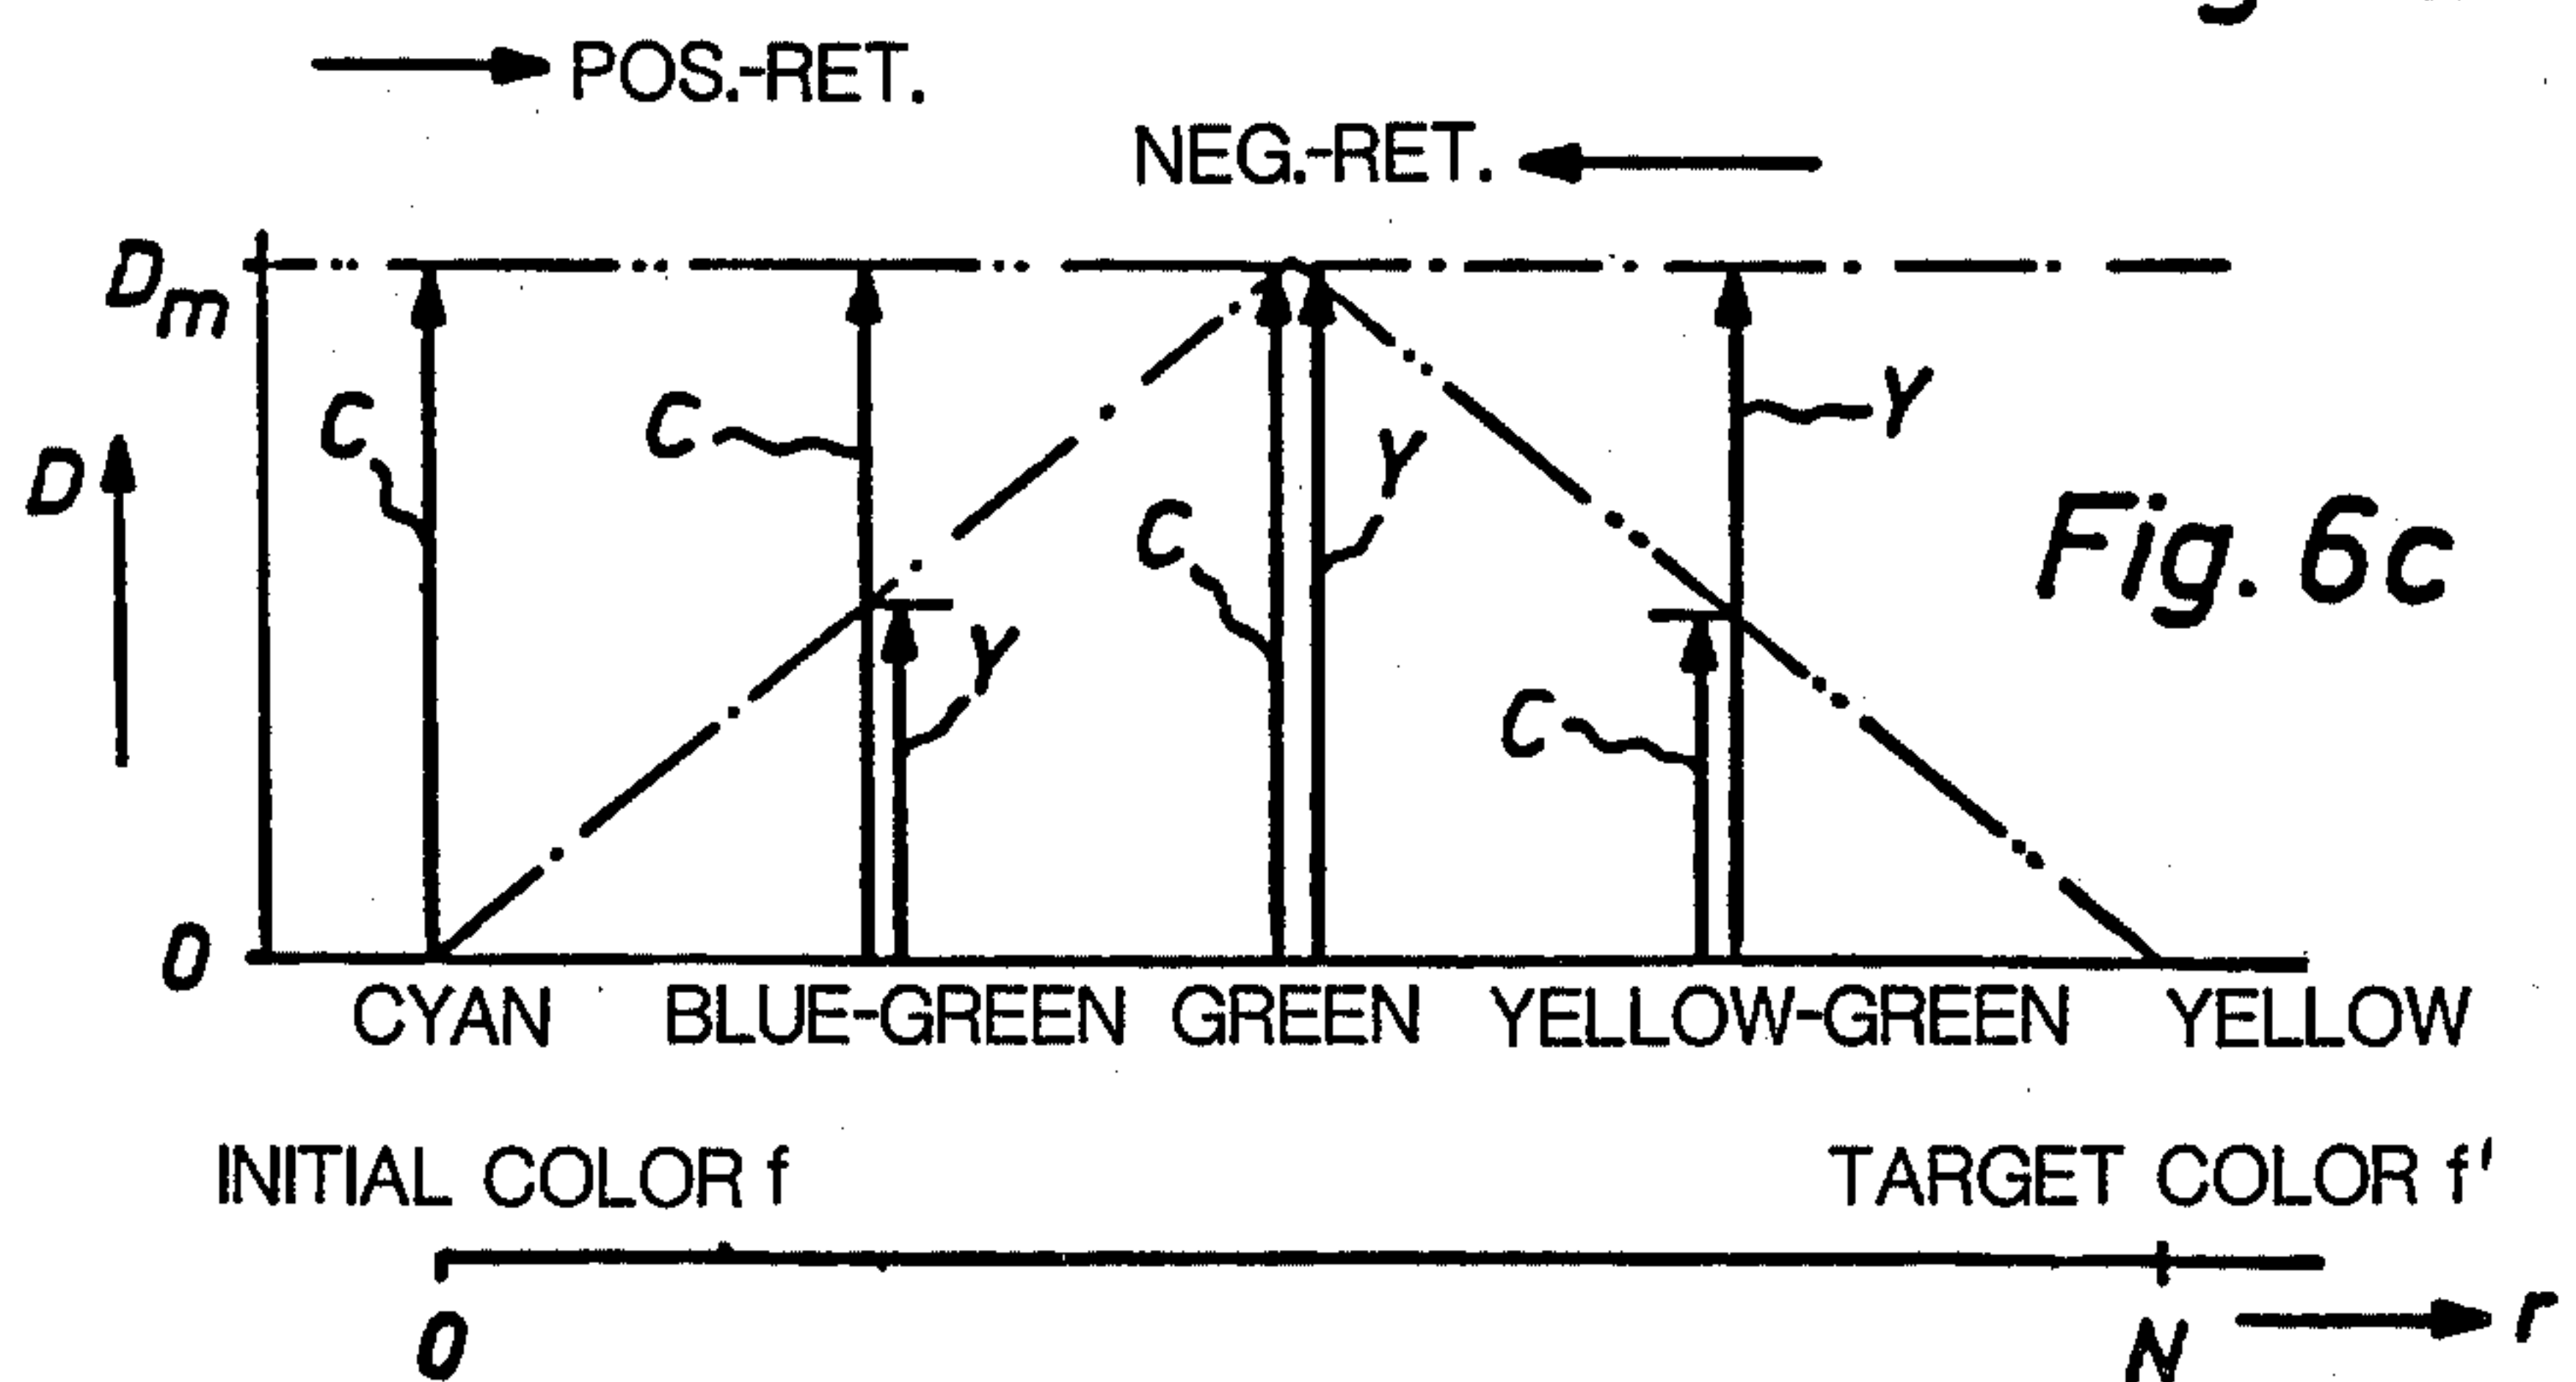 POS.-RET.
NEG.-RET.
Dm
D
C
C
C
Y
Y
C
Y
Fig. 6c
0
CYAN BLUE-GREEN GREEN YELLOW-GREEN YELLOW
INITIAL COLOR f TARGET COLOR f'
0 N r